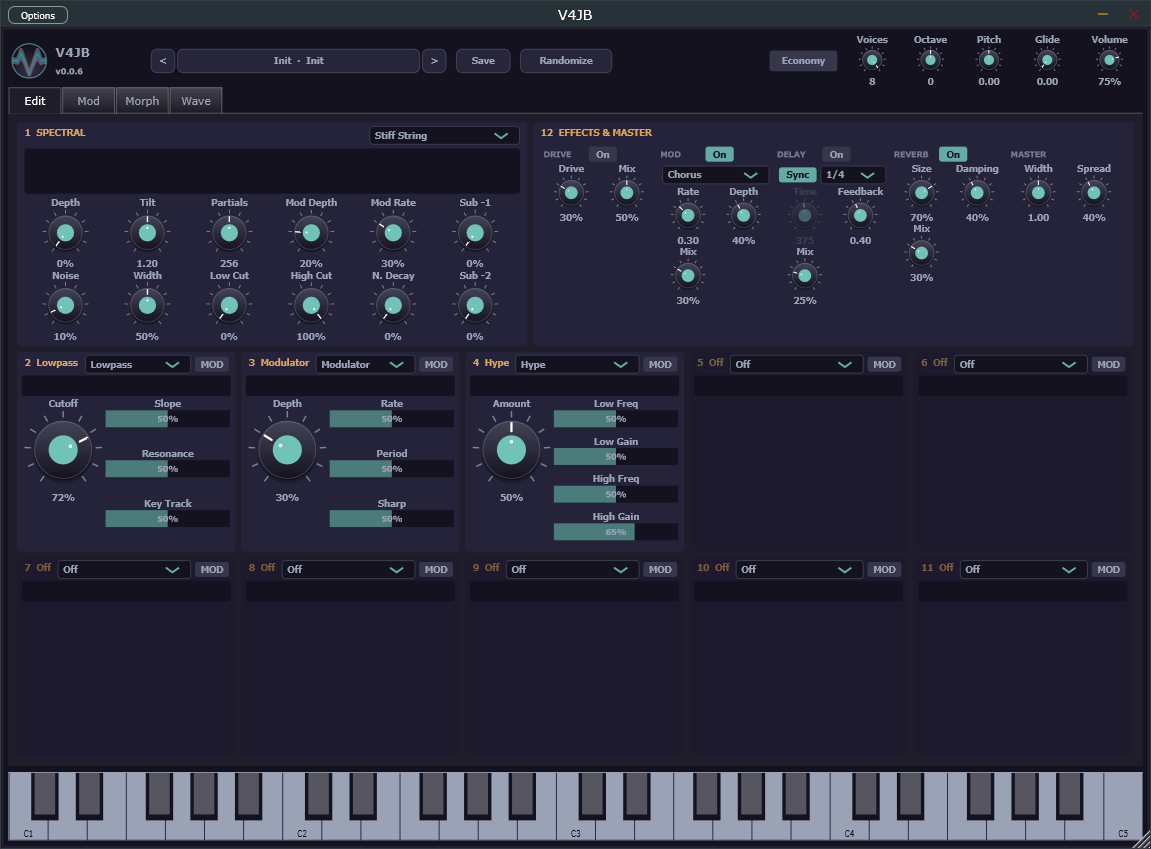 Options
V4JB
V4JB
v0.0.6
<
Init · Init
>
Save
Randomize
Economy
Voices Octave Pitch Glide Volume
8 0 0.00 0.00 75%
Edit Mod Morph Wave
1 SPECTRAL
Stiff String
Depth Tilt Partials Mod Depth Mod Rate Sub -1
0% 1.20 256 20% 30% 0%
Noise Width Low Cut High Cut N. Decay Sub -2
10% 50% 0% 100% 0% 0%
12 EFFECTS & MASTER
DRIVE On
Drive Mix
30% 50%
MOD On
Chorus
Rate Depth
0.30 40%
Mix
30%
DELAY On
Sync 1/4
Time Feedback
375 0.40
Mix
25%
REVERB On
Size Damping
70% 40%
Mix
30%
MASTER
Width Spread
1.00 40%
2 Lowpass Lowpass MOD
Cutoff
72%
Slope
50%
Resonance
50%
Key Track
50%
3 Modulator Modulator MOD
Depth
30%
Rate
50%
Period
50%
Sharp
50%
4 Hype Hype MOD
Amount
50%
Low Freq
50%
Low Gain
50%
High Freq
50%
High Gain
65%
5 Off Off MOD
6 Off Off MOD
7 Off Off MOD
8 Off Off MOD
9 Off Off MOD
10 Off Off MOD
11 Off Off MOD
C1 C2 C3 C4 C5